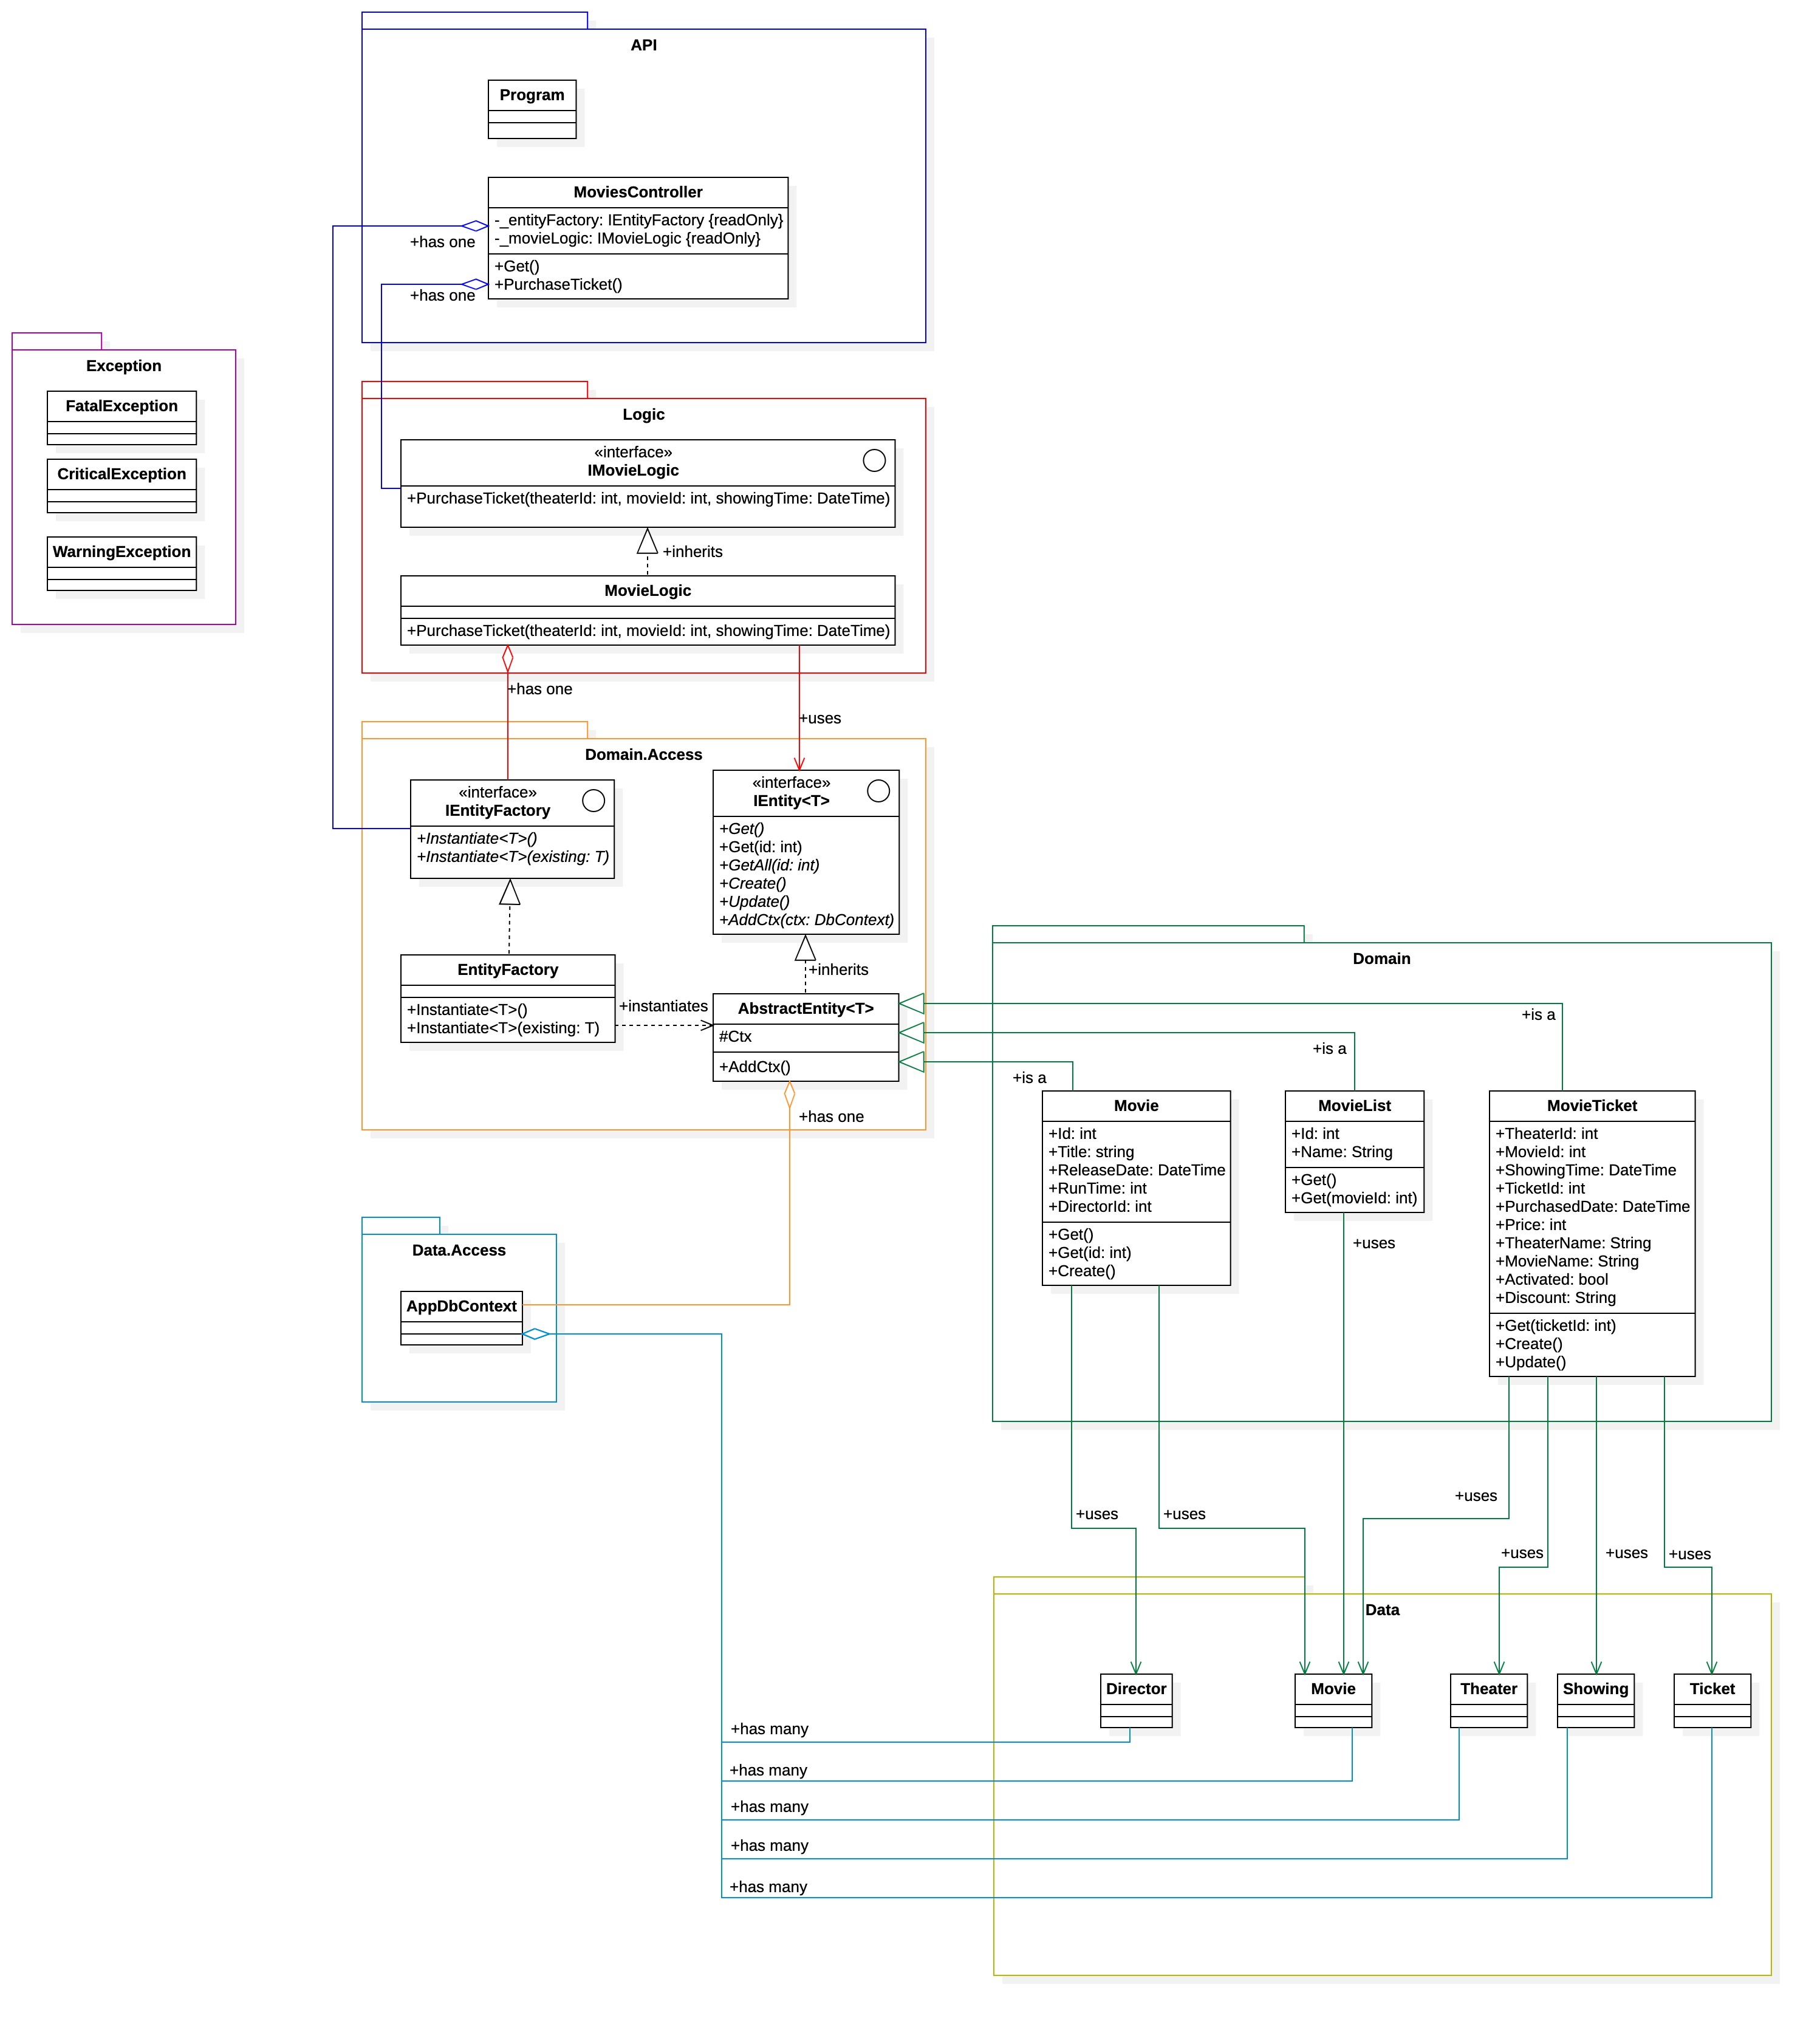 API
Program
MoviesController
-_entityFactory: IEntityFactory {readOnly}
-_movieLogic: IMovieLogic {readOnly}
+Get()
+PurchaseTicket()
+has one
+has one
Exception
FatalException
CriticalException
WarningException
Logic
«interface»
IMovieLogic
+PurchaseTicket(theaterId: int, movieId: int, showingTime: DateTime)
+inherits
MovieLogic
+PurchaseTicket(theaterId: int, movieId: int, showingTime: DateTime)
+has one
+uses
Domain.Access
«interface»
IEntityFactory
+Instantiate<T>()
+Instantiate<T>(existing: T)
«interface»
IEntity<T>
+Get()
+Get(id: int)
+GetAll(id: int)
+Create()
+Update()
+AddCtx(ctx: DbContext)
+inherits
EntityFactory
+Instantiate<T>()
+Instantiate<T>(existing: T)
+instantiates
AbstractEntity<T>
#Ctx
+AddCtx()
+has one
Domain
+is a
+is a
+is a
Movie
+Id: int
+Title: string
+ReleaseDate: DateTime
+RunTime: int
+DirectorId: int
+Get()
+Get(id: int)
+Create()
MovieList
+Id: int
+Name: String
+Get()
+Get(movieId: int)
+uses
MovieTicket
+TheaterId: int
+MovieId: int
+ShowingTime: DateTime
+TicketId: int
+PurchasedDate: DateTime
+Price: int
+TheaterName: String
+MovieName: String
+Activated: bool
+Discount: String
+Get(ticketId: int)
+Create()
+Update()
Data.Access
AppDbContext
+uses
+uses
+uses
+uses
+uses
+uses
Data
Director
Movie
Theater
Showing
Ticket
+has many
+has many
+has many
+has many
+has many